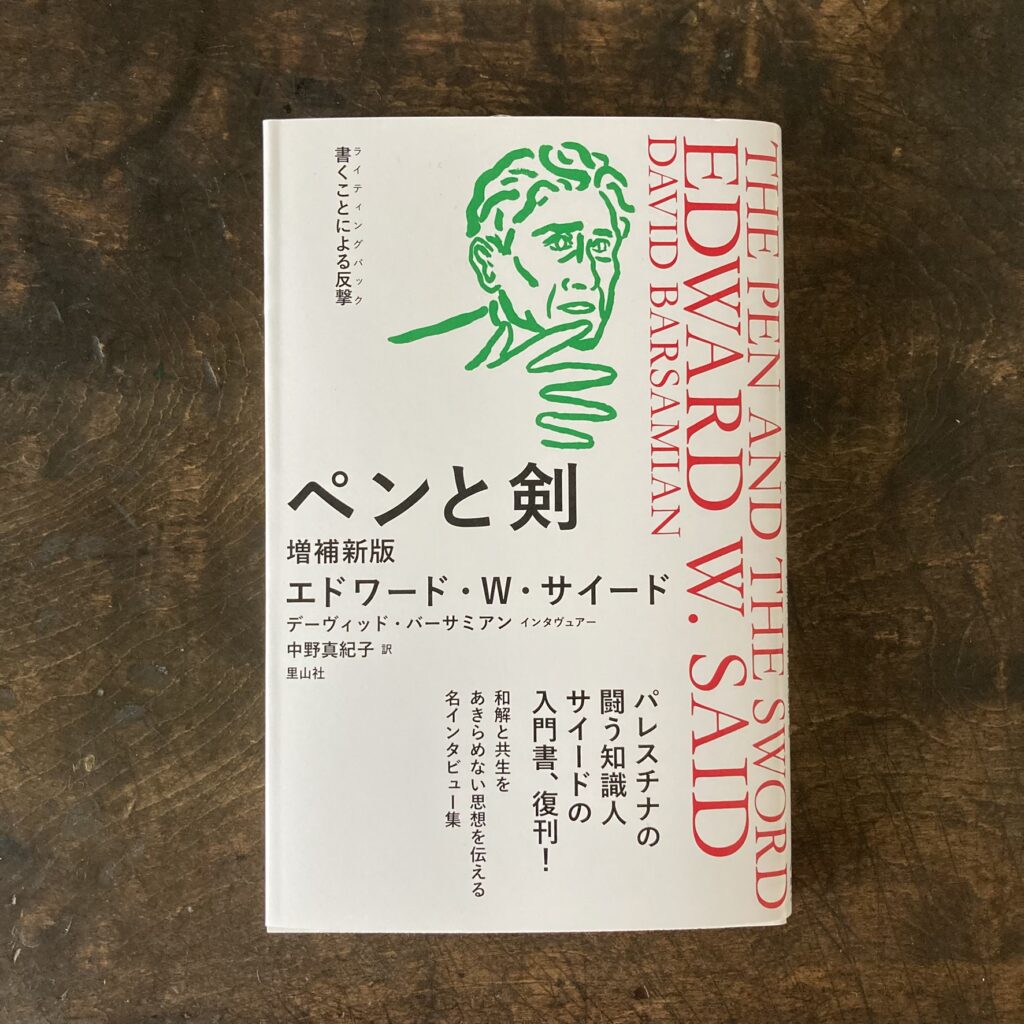 THE PEN AND THE SWORD
EDWARD W. SAID
DAVID BARSAMIAN
ライティングバック
書くことによる反撃
ペンと剣
増補新版
エドワード・W・サイード
デーヴィッド・バーサミアン インタヴュアー
中野真紀子 訳
里山社
パレスチナの
闘う知識人
サイードの
入門書、復刊!
和解と共生を
あきらめない思想を伝える
名インタビュー集